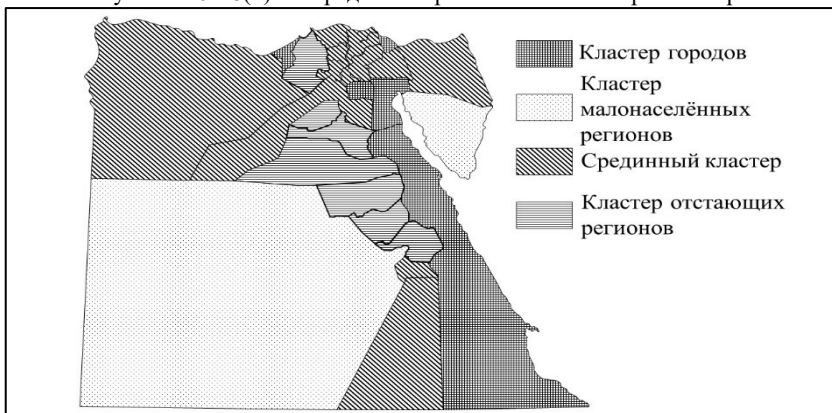 Кластер городов
Кластер
малонаселённых
регионов
Срединный кластер
Кластер отстающих
регионов